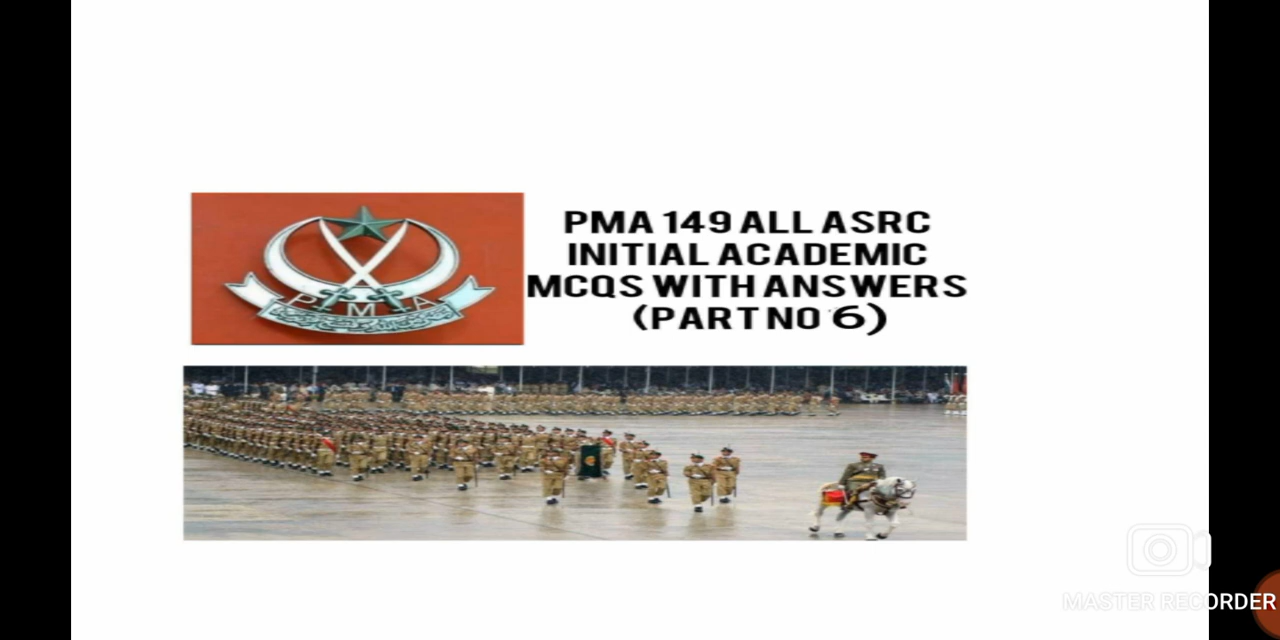 PMA 149 ALL ASRC
INITIAL ACADEMIC
MCQS WITH ANSWERS
(PART NO 6)
PMA
MASTER RECORDER